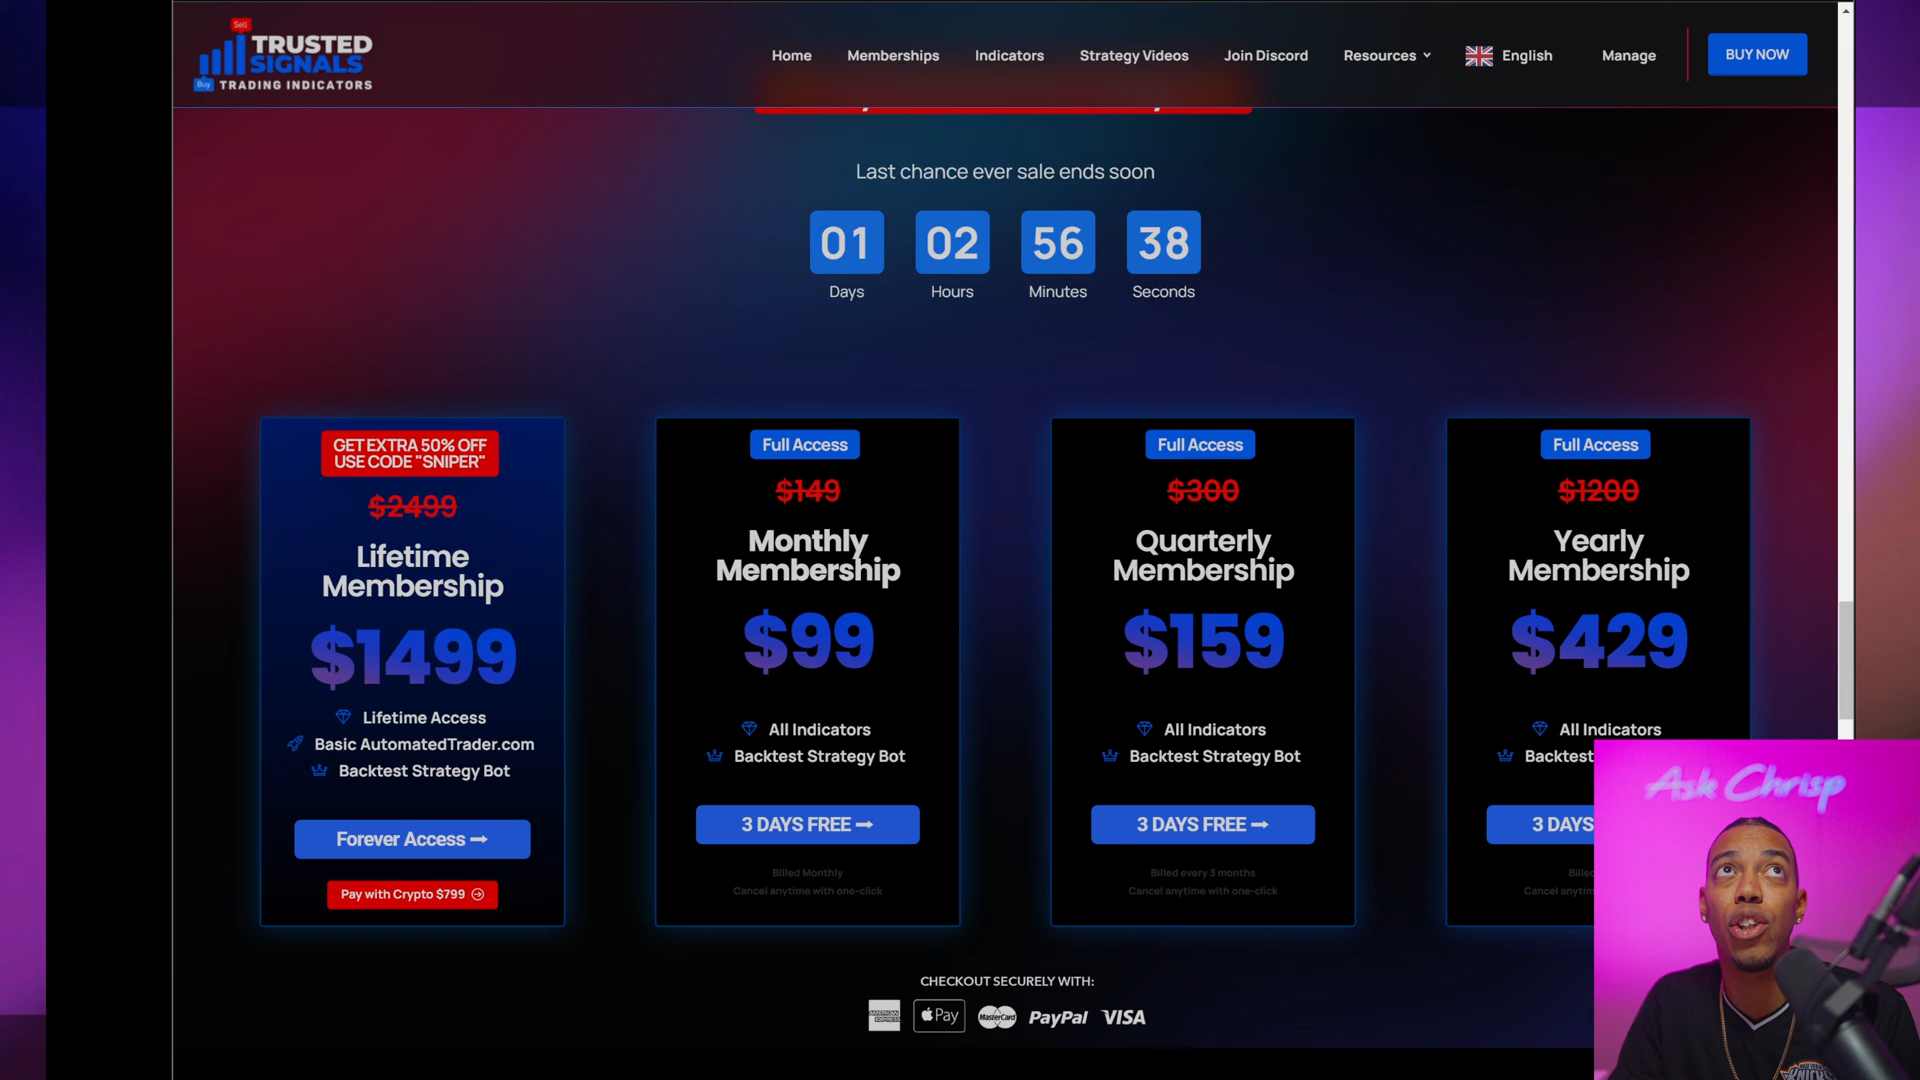 Sell
TRUSTED
SIGNALS
Buy
TRADING INDICATORS
Home
Memberships
Indicators
Strategy Videos
Join Discord
Resources
English
Manage
BUY NOW
Last chance ever sale ends soon
01 02 56 38
Days Hours Minutes Seconds
GET EXTRA 50% OFF
USE CODE "SNIPER"
$2499
Lifetime
Membership
$1499
Lifetime Access
Basic AutomatedTrader.com
Backtest Strategy Bot
Forever Access
Pay with Crypto $799
Full Access
$149
Monthly
Membership
$99
All Indicators
Backtest Strategy Bot
3 DAYS FREE
Billed Monthly
Cancel anytime with one-click
Full Access
$300
Quarterly
Membership
$159
All Indicators
Backtest Strategy Bot
3 DAYS FREE
Billed every 3 months
Cancel anytime with one-click
Full Access
$1200
Yearly
Membership
$429
All Indicators
Backtest
3 DAYS
Cancel
Ask Chrisp
CHECKOUT SECURELY WITH:
AMERICAN EXPRESS
Pay
MasterCard
PayPal
VISA
KNICKS